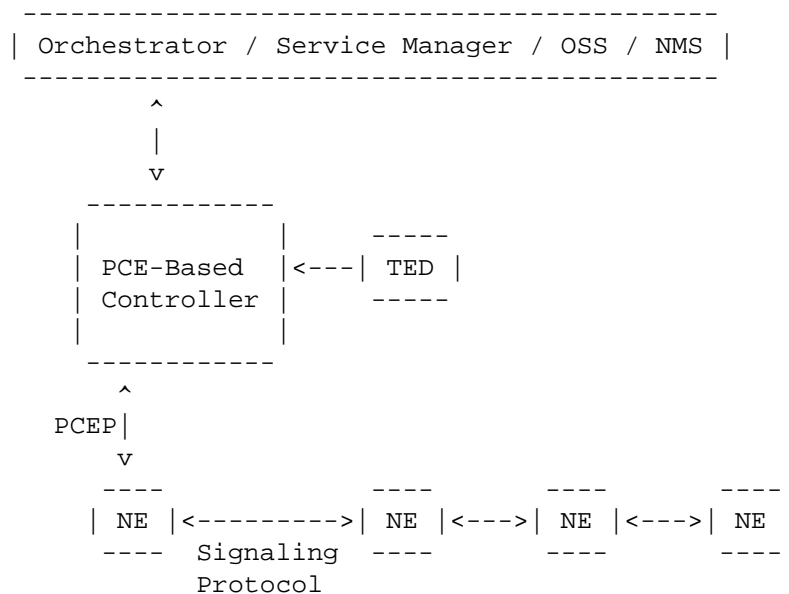 Orchestrator / Service Manager / OSS / NMS
PCE-Based
Controller
TED
PCEP
NE NE NE NE
Signaling
Protocol